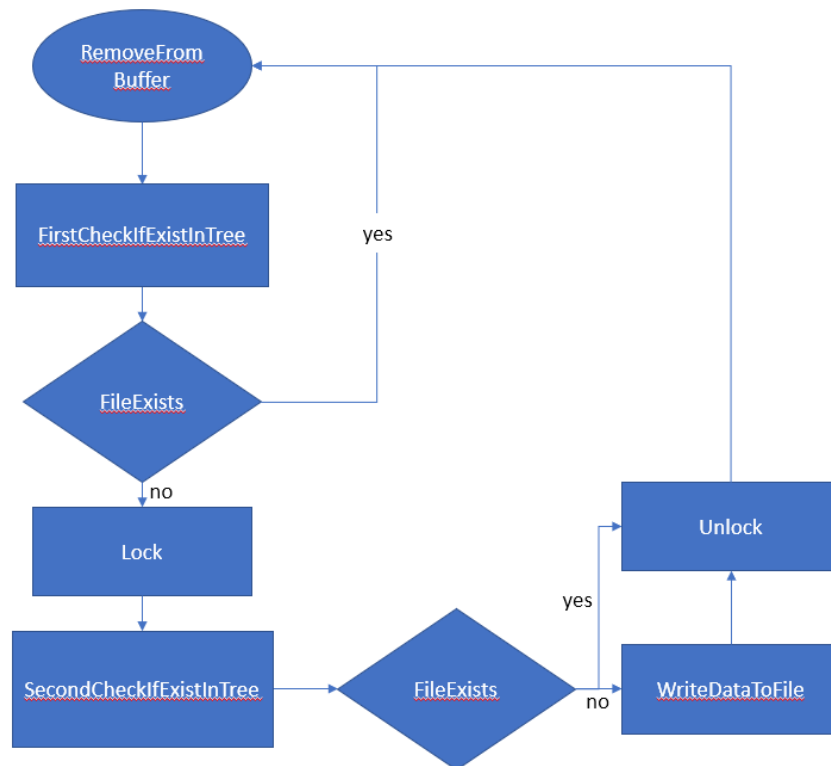 RemoveFrom
Buffer
FirstCheckIfExistInTree
yes
FileExists
no
Lock
Unlock
yes
SecondCheckIfExistInTree
FileExists
no
WriteDataToFile